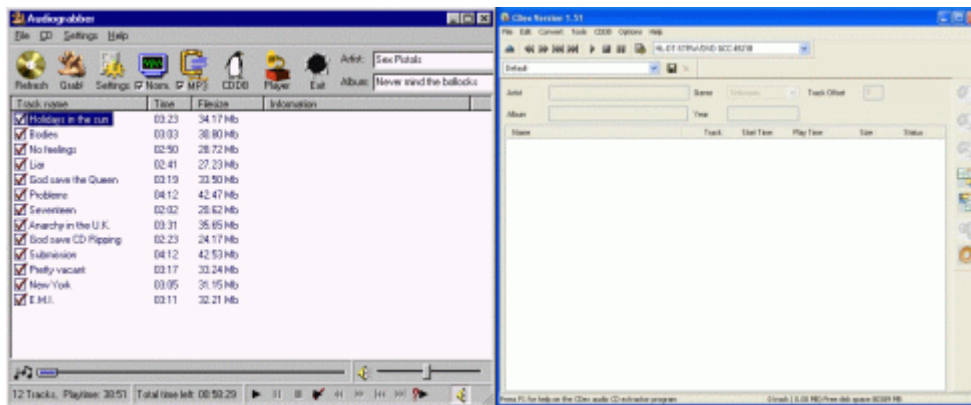 Audiograbber
File CD Settings Help
Artist: Sex Pistols
Album: Never mind the bollocks
Refresh Grab! Settings Norm. MP3 CDDB Player Exit
Track name Time Filesize Information
Holidays in the sun 03:23 34.17 Mb
Bodies 03:03 30.80 Mb
No feelings 02:50 28.72 Mb
Liar 02:41 27.23 Mb
God save the Queen 03:19 33.50 Mb
Problems 04:12 42.47 Mb
Seventeen 02:02 20.62 Mb
Anarchy in the U.K. 03:31 35.65 Mb
God save CD Ripping 02:23 24.17 Mb
Submission 04:12 42.53 Mb
Pretty vacant 03:17 33.24 Mb
New York 03:05 31.15 Mb
E.M.I. 03:11 32.21 Mb
12 Tracks, Playtime: 38:51 Total time left: 00:58:29
CDex Version 1.51
File Edit Convert Tools CDDB Options Help
Default
Artist Genre Track Offset
Album Year
Name Track Start Time Play Time Size Status
Press F1 for help on the CDex audio CD-extractor program